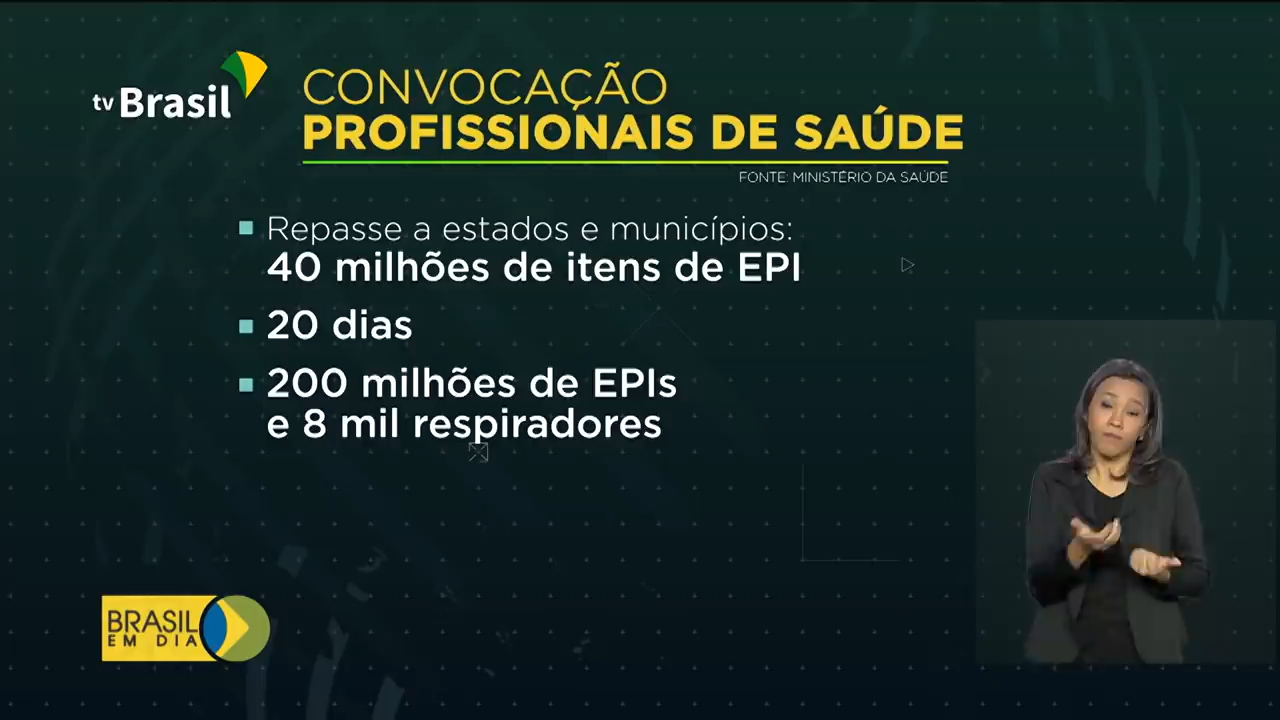 tv Brasil
CONVOCAÇÃO
PROFISSIONAIS DE SAÚDE
FONTE: MINISTÉRIO DA SAÚDE
Repasse a estados e municípios:
40 milhões de itens de EPI
20 dias
200 milhões de EPIs
e 8 mil respiradores
BRASIL
EM DIA